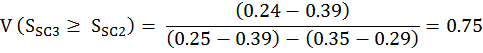 V (S_SC3 ≥ S_SC2) = (0.24 − 0.39) / ((0.25 − 0.39) − (0.35 − 0.29)) = 0.75